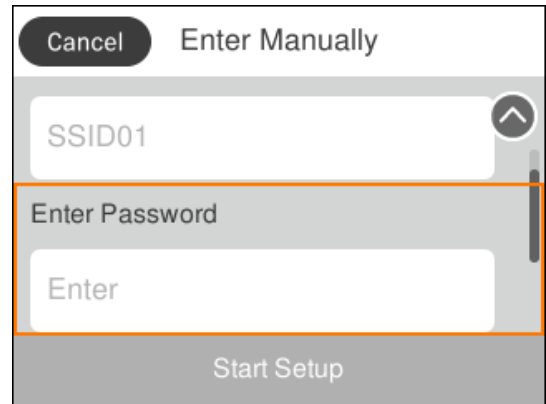 Cancel Enter Manually
SSID01
Enter Password
Enter
Start Setup